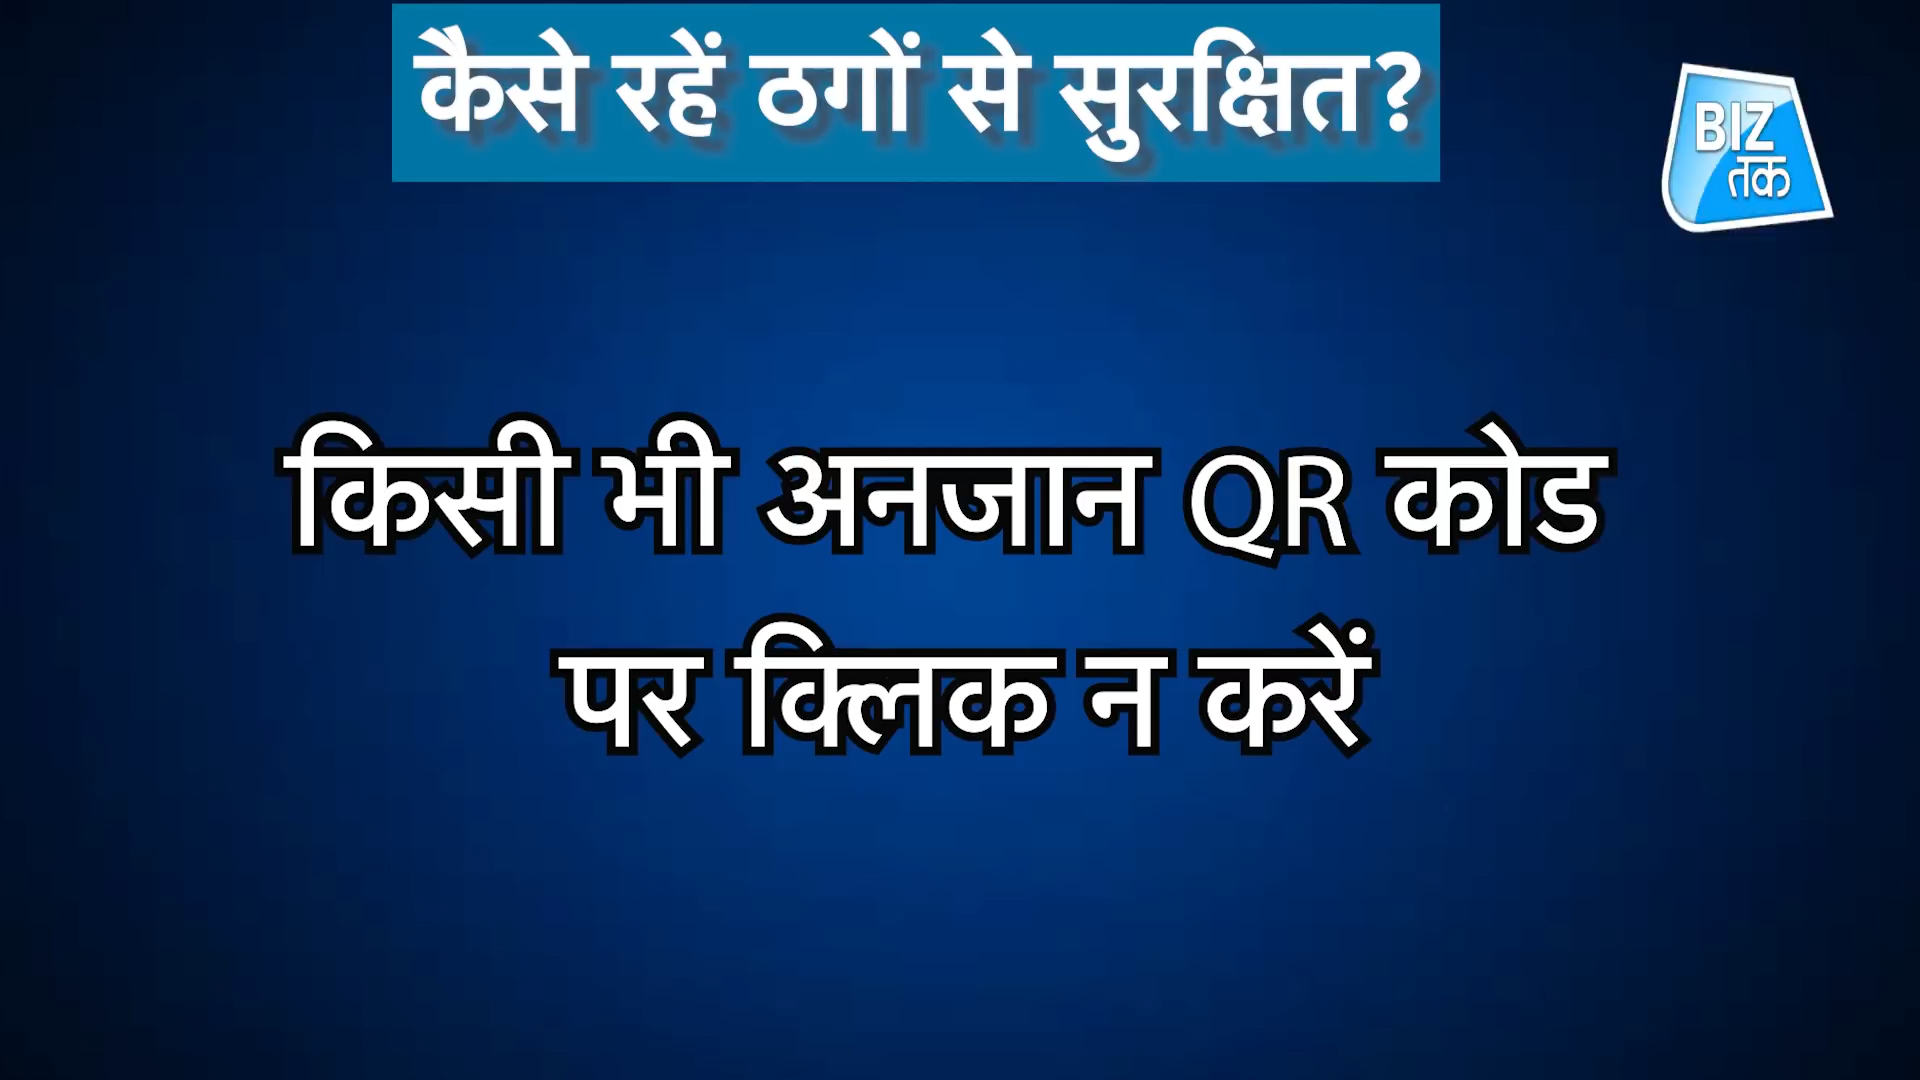 कैसे रहें ठगों से सुरक्षित?
BIZ
तक
किसी भी अनजान QR कोड
पर क्लिक न करें